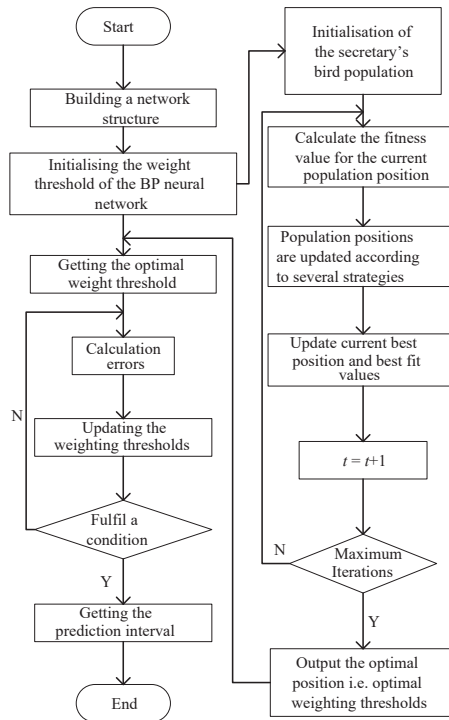 Start
Building a network
structure
Initialising the weight
threshold of the BP neural
network
Getting the optimal
weight threshold
Calculation
errors
N
Updating the
weighting thresholds
Fulfil a
condition
Y
Getting the
prediction interval
End
Initialisation
of the
secretary's
bird population
Calculate the fitness
value for the current
population position
Population positions
are updated according
to several strategies
Update current best
position and best fit
values
t = t+1
N
Maximum
Iterations
Y
Output the optimal
position i.e. optimal
weighting thresholds